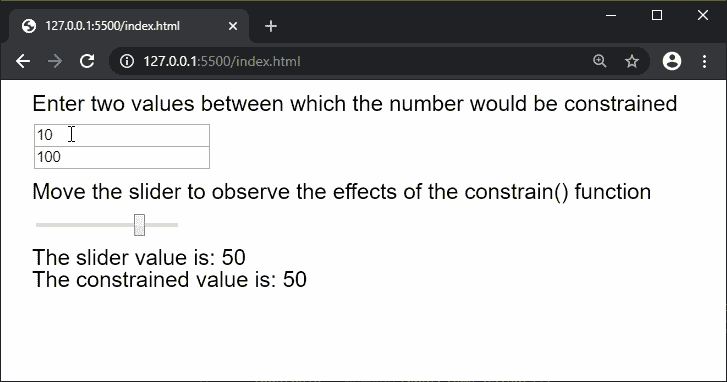 127.0.0.1:5500/index.html
127.0.0.1:5500/index.html
Enter two values between which the number would be constrained
10
100
Move the slider to observe the effects of the constrain() function
The slider value is: 50
The constrained value is: 50